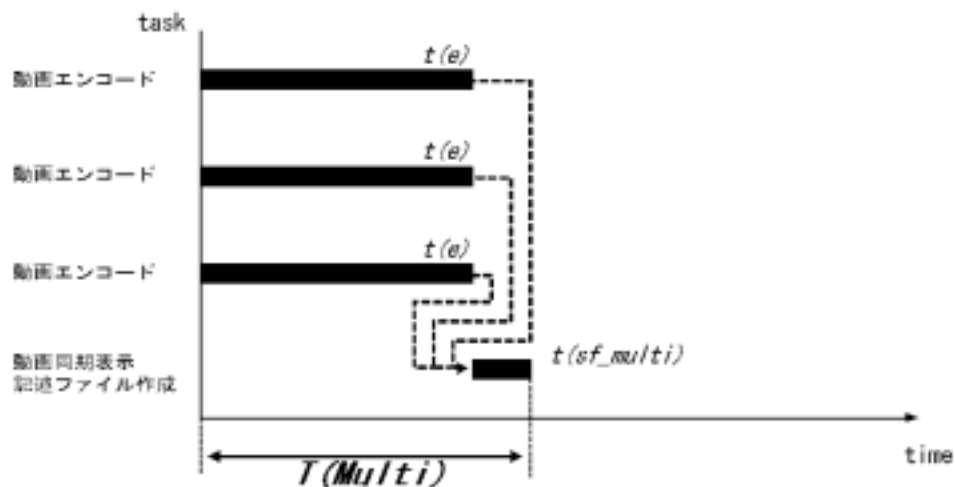 task
t(e)
動画エンコード
t(e)
動画エンコード
t(e)
動画エンコード
動画同期表示
記述ファイル作成
t(sf_multi)
time
T(Multi)